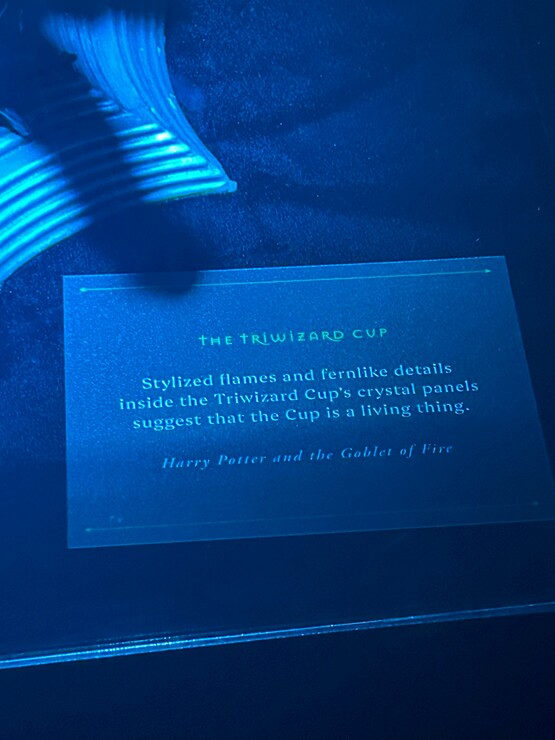 THE TRIWIZARD CUP
Stylized flames and fernlike details
inside the Triwizard Cup's crystal panels
suggest that the Cup is a living thing.
Harry Potter and the Goblet of Fire